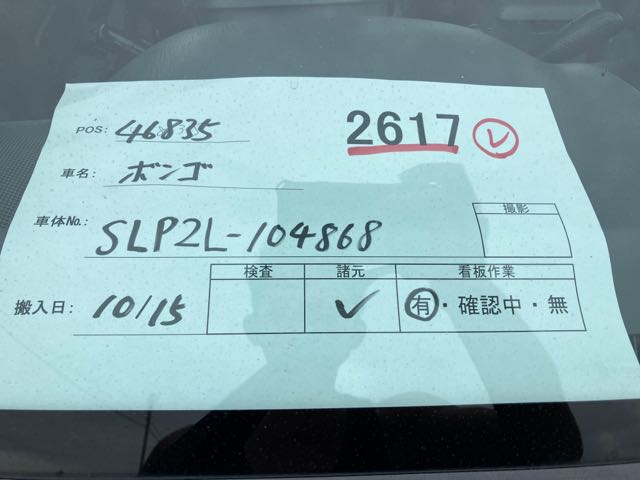 POS: 46835
2617 レ
車名: ボンゴ
車体No.: SLP2L-104868
撮影
検査 諸元 看板作業
搬入日: 10/15 ✓ 有・確認中・無